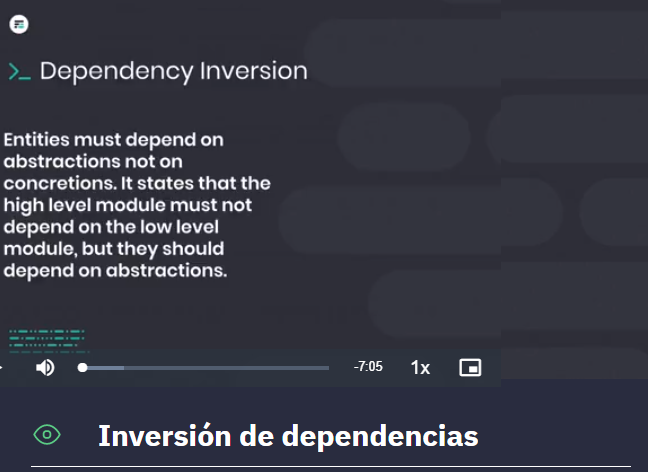 >_ Dependency Inversion
Entities must depend on
abstractions not on
concretions. It states that the
high level module must not
depend on the low level
module, but they should
depend on abstractions.
-7:05
1x
Inversión de dependencias